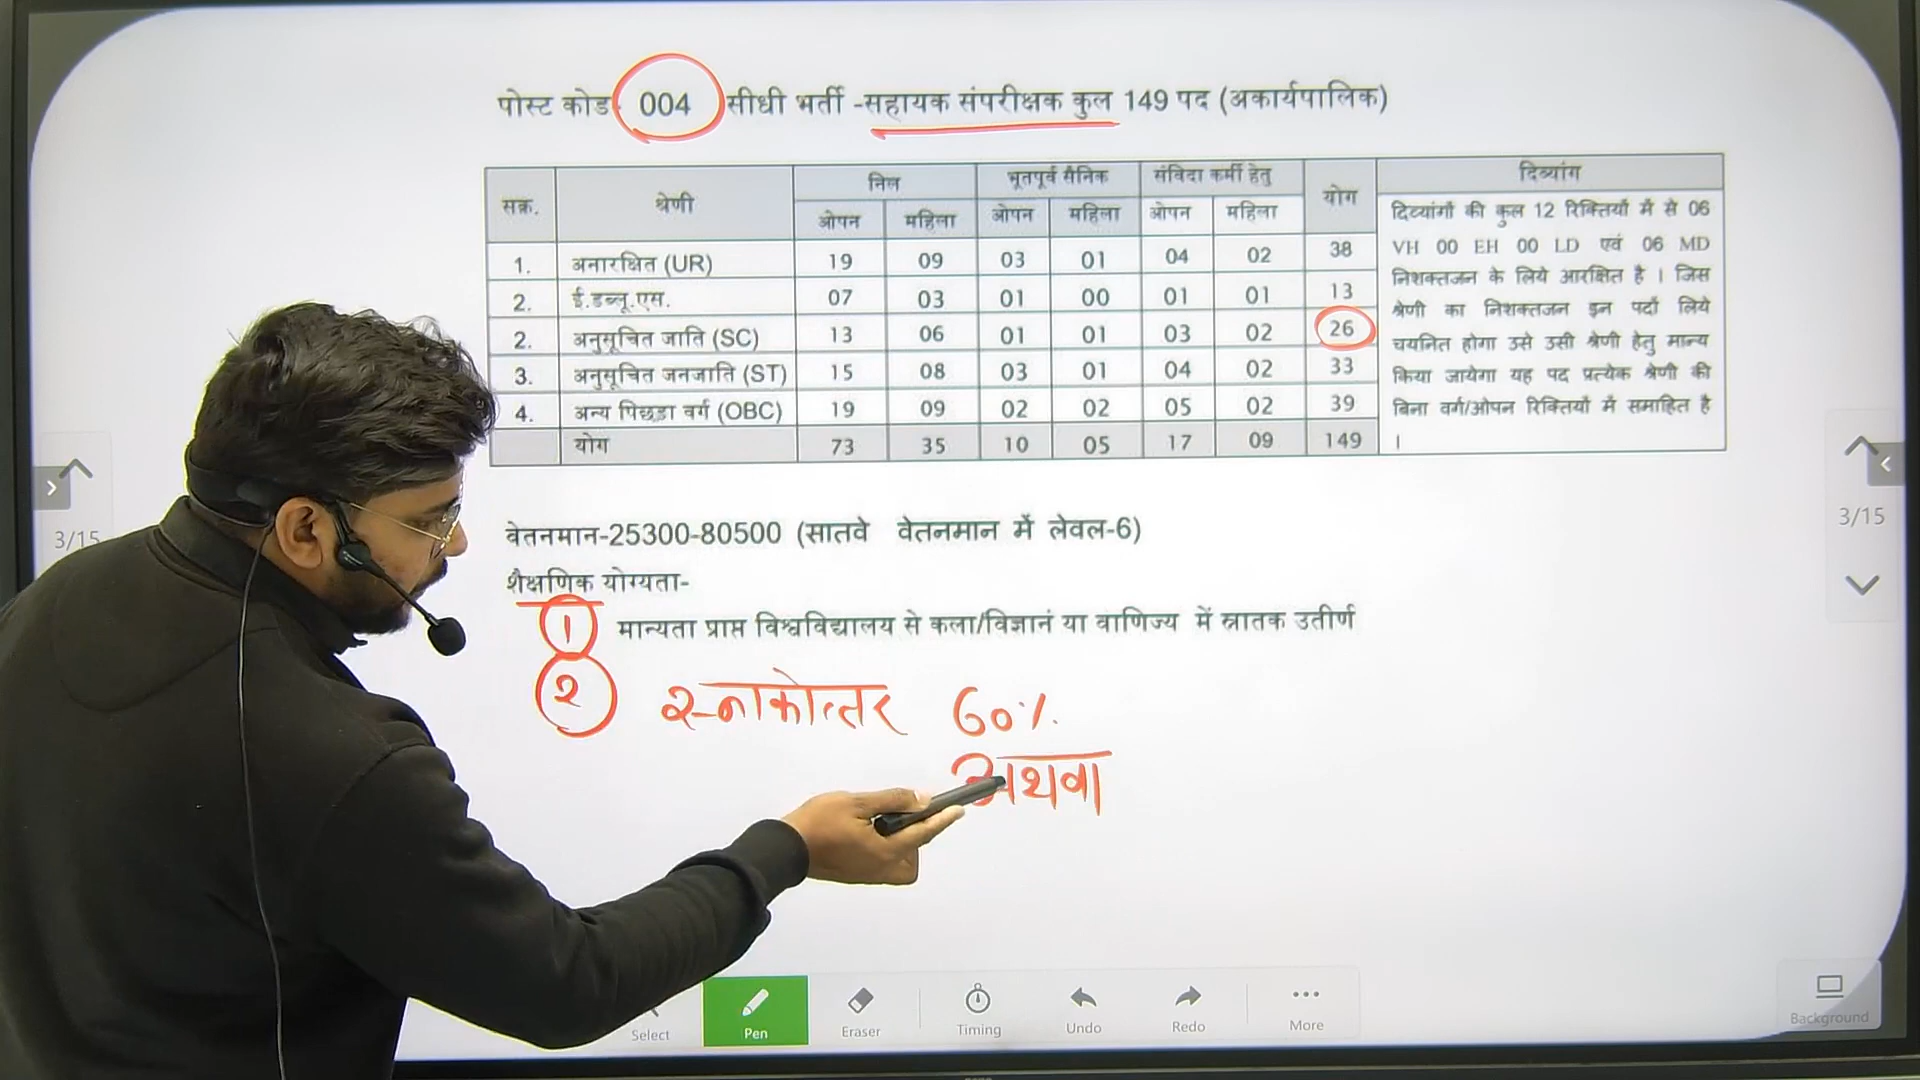 पोस्ट कोड- 004 सीधी भर्ती -सहायक संपरीक्षक कुल 149 पद (अकार्यपालिक)
सक्र. श्रेणी निल भूतपूर्व सैनिक संविदा कर्मी हेतु योग दिव्यांग
ओपन महिला ओपन महिला ओपन महिला
1. अनारक्षित (UR) 19 09 03 01 04 02 38
2. ई.डब्लू.एस. 07 03 01 00 01 01 13
2. अनुसूचित जाति (SC) 13 06 01 01 03 02 26
3. अनुसूचित जनजाति (ST) 15 08 03 01 04 02 33
4. अन्य पिछड़ा वर्ग (OBC) 19 09 02 02 05 02 39
योग 73 35 10 05 17 09 149
दिव्यांगों की कुल 12 रिक्तियों में से 06
VH 00 EH 00 LD एवं 06 MD
निशक्तजन के लिये आरक्षित है । जिस
श्रेणी का निशक्तजन इन पदों लिये
चयनित होगा उसे उसी श्रेणी हेतु मान्य
किया जायेगा यह पद प्रत्येक श्रेणी की
बिना वर्ग/ओपन रिक्तियों में समाहित है
।
वेतनमान-25300-80500 (सातवे वेतनमान में लेवल-6)
शैक्षणिक योग्यता-
1 मान्यता प्राप्त विश्वविद्यालय से कला/विज्ञानं या वाणिज्य में स्नातक उतीर्ण
2 स्नाकोत्तर 60%
अथवा
3/15
3/15
Select Pen Eraser Timing Undo Redo More
Background